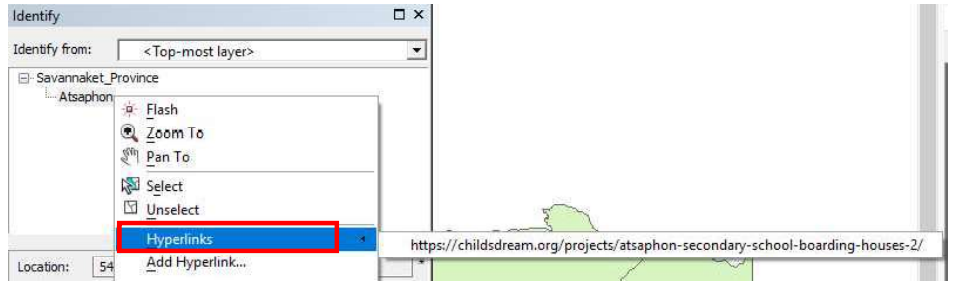 Identify
Identify from: <Top-most layer>
Savannaket_Province
Atsaphon
Flash
Zoom To
Pan To
Select
Unselect
Hyperlinks
https://childsdream.org/projects/atsaphon-secondary-school-boarding-houses-2/
Add Hyperlink...
Location: 54